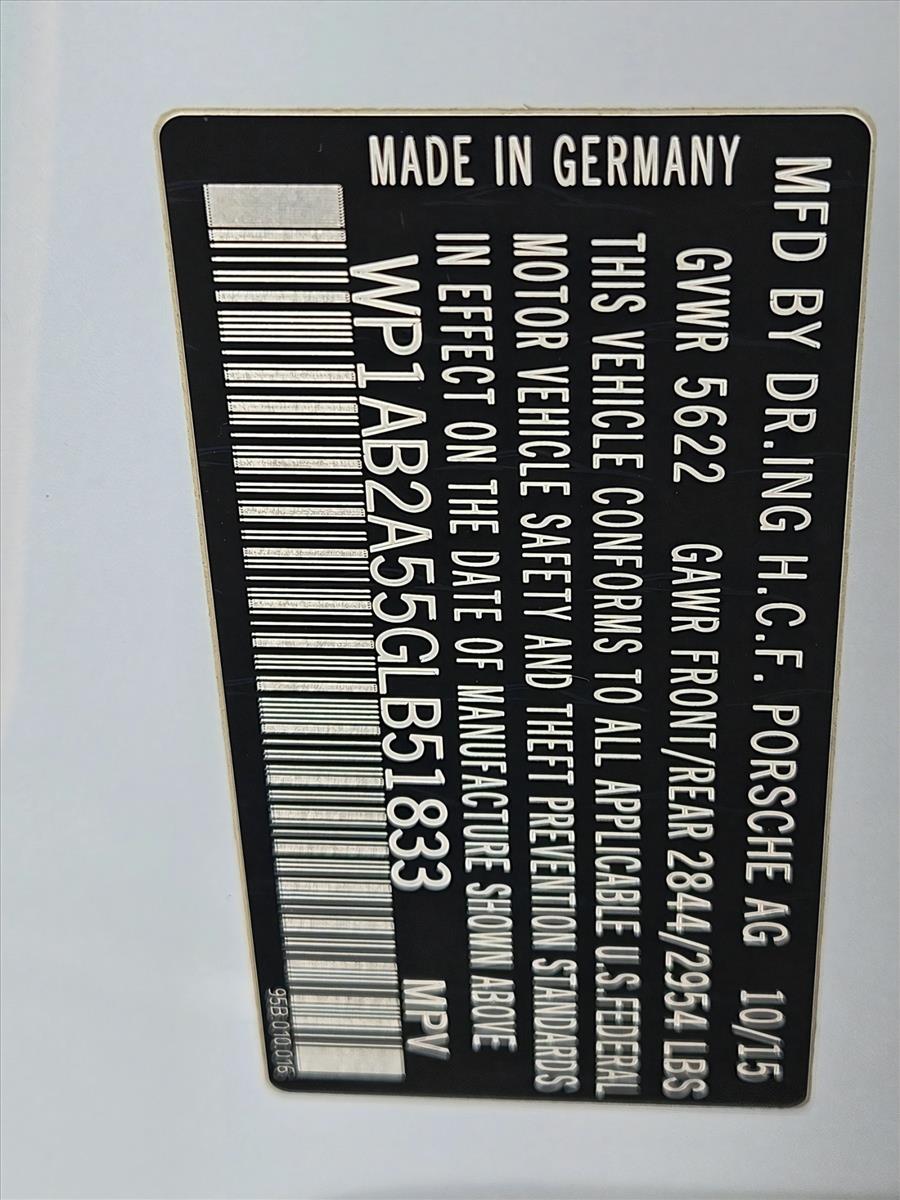 MFD BY DR.ING H.C.F. PORSCHE AG 10/15
GVWR 5622 GAWR FRONT/REAR 2844/2954 LBS
THIS VEHICLE CONFORMS TO ALL APPLICABLE U.S.FEDERAL
MOTOR VEHICLE SAFETY AND THEFT PREVENTION STANDARDS
IN EFFECT ON THE DATE OF MANUFACTURE SHOWN ABOVE
MADE IN GERMANY
WP1AB2A55GLB51833 MPV
95B.010.016